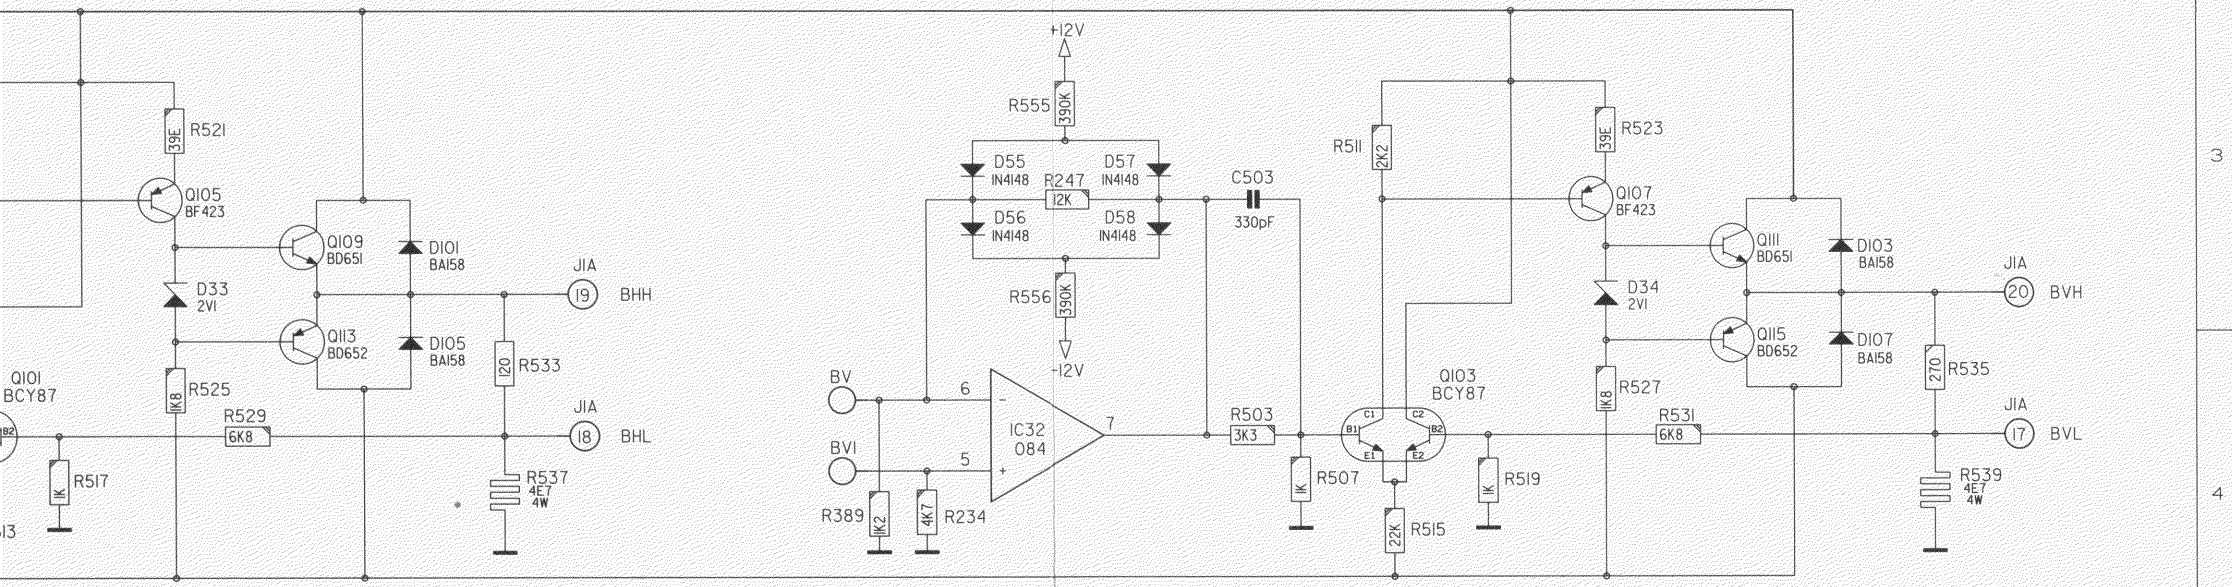 +12V
R555
390K
D55
1N4148
D57
1N4148
R247
12K
D56
1N4148
D58
1N4148
R556
390K
-12V
C503
330pF
39E
R521
Q105
BF423
Q109
BD651
D101
BA158
D33
2V1
J1A
19
BHH
Q113
BD652
D105
BA158
120
R533
1K8
R525
Q101
BCY87
B2
R529
6K8
J1A
18
BHL
1K
R517
R537
4E7
4W
513
BV
6
-
BV1
5
+
IC32
084
7
R389
1K2
4K7
R234
R503
3K3
1K
R507
R511
2K2
Q103
BCY87
C1
C2
B1
B2
E1
E2
22K
R515
1K
R519
39E
R523
Q107
BF423
D34
2V1
1K8
R527
R531
6K8
Q111
BD651
D103
BA158
Q115
BD652
D107
BA158
J1A
20
BVH
270
R535
J1A
17
BVL
R539
4E7
4W
3
4